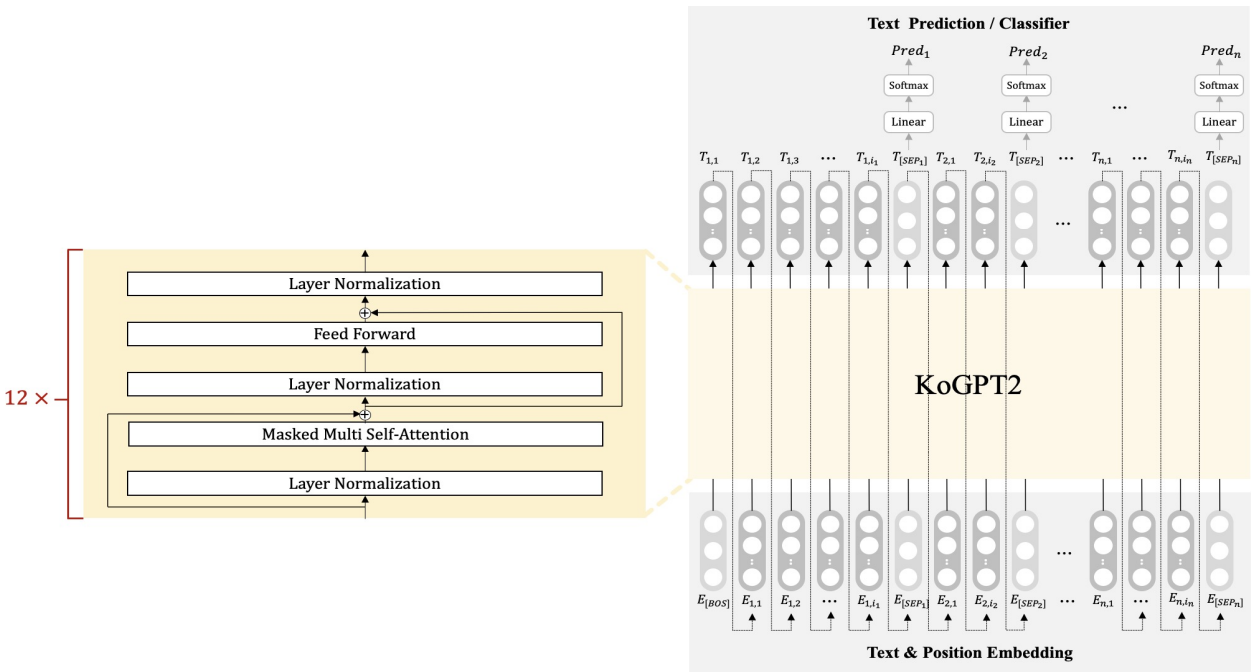 Text Prediction / Classifier
Pred₁ Pred₂ Predₙ
Softmax Softmax Softmax
...
Linear Linear Linear
T₁,₁ T₁,₂ T₁,₃ ... T₁,ᵢ₁ T[SEP₁] T₂,₁ T₂,ᵢ₂ T[SEP₂] ... Tₙ,₁ ... Tₙ,ᵢₙ T[SEPₙ]
...
Layer Normalization
Feed Forward
Layer Normalization
12 ×
Masked Multi Self-Attention
Layer Normalization
KoGPT2
...
E[BOS] E₁,₁ E₁,₂ ... E₁,ᵢ₁ E[SEP₁] E₂,₁ E₂,ᵢ₂ E[SEP₂] ... Eₙ,₁ ... Eₙ,ᵢₙ E[SEPₙ]
Text & Position Embedding